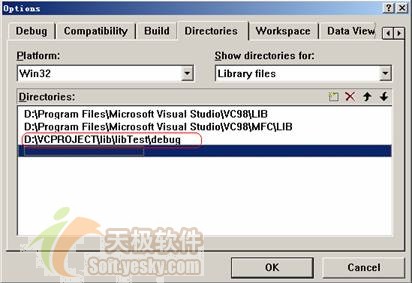 Options
Debug Compatibility Build Directories Workspace Data View
Platform: Show directories for:
Win32 Library files
Directories:
D:\Program Files\Microsoft Visual Studio\VC98\LIB
D:\Program Files\Microsoft Visual Studio\VC98\MFC\LIB
D:\VCPROJECT\lib\libTest\debug
天极软件
Soft.yesky.com
OK Cancel